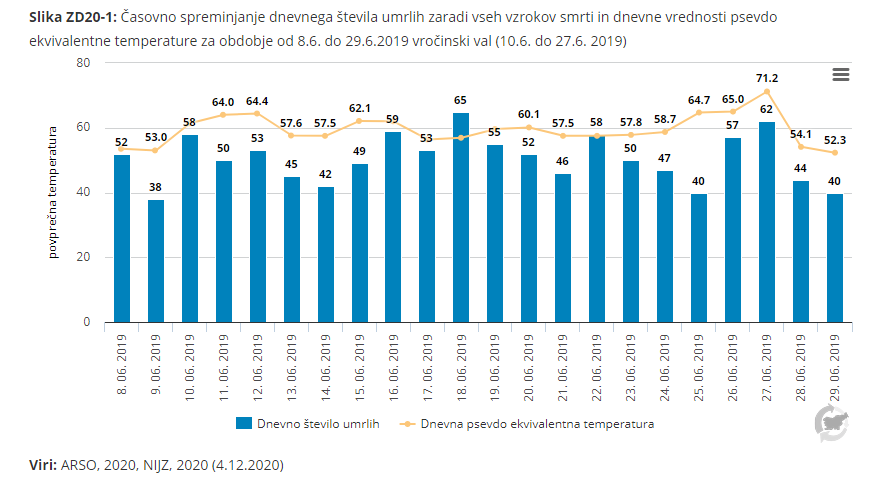 Slika ZD20-1: Časovno spreminjanje dnevnega števila umrlih zaradi vseh vzrokov smrti in dnevne vrednosti psevdo
ekvivalentne temperature za obdobje od 8.6. do 29.6.2019 vročinski val (10.6. do 27.6. 2019)
80
60
40
20
0
povprečna temperatura
52 53.0 58 64.0 64.4 57.6 57.5 62.1 59 53 65 55 60.1 57.5 58 57.8 58.7 64.7 65.0 71.2 54.1 52.3
38 50 53 45 42 49 52 46 50 47 40 57 62 44 40
8. 06. 2019
9. 06. 2019
10. 06. 2019
11. 06. 2019
12. 06. 2019
13. 06. 2019
14. 06. 2019
15. 06. 2019
16. 06. 2019
17. 06. 2019
18. 06. 2019
19. 06. 2019
20. 06. 2019
21. 06. 2019
22. 06. 2019
23. 06. 2019
24. 06. 2019
25. 06. 2019
26. 06. 2019
27. 06. 2019
28. 06. 2019
29. 06. 2019
Dnevno število umrlih Dnevna psevdo ekvivalentna temperatura
Viri: ARSO, 2020, NIJZ, 2020 (4.12.2020)